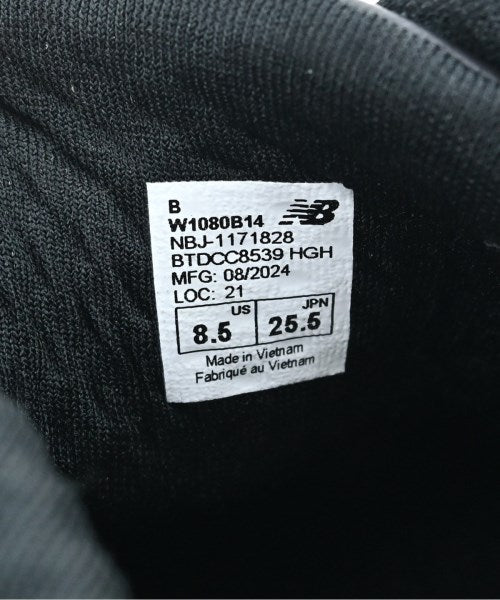 B
W1080B14 NB
NBJ-1171828
BTDCC8539 HGH
MFG: 08/2024
LOC: 21
US JPN
8.5 25.5
Made in Vietnam
Fabriqué au Vietnam